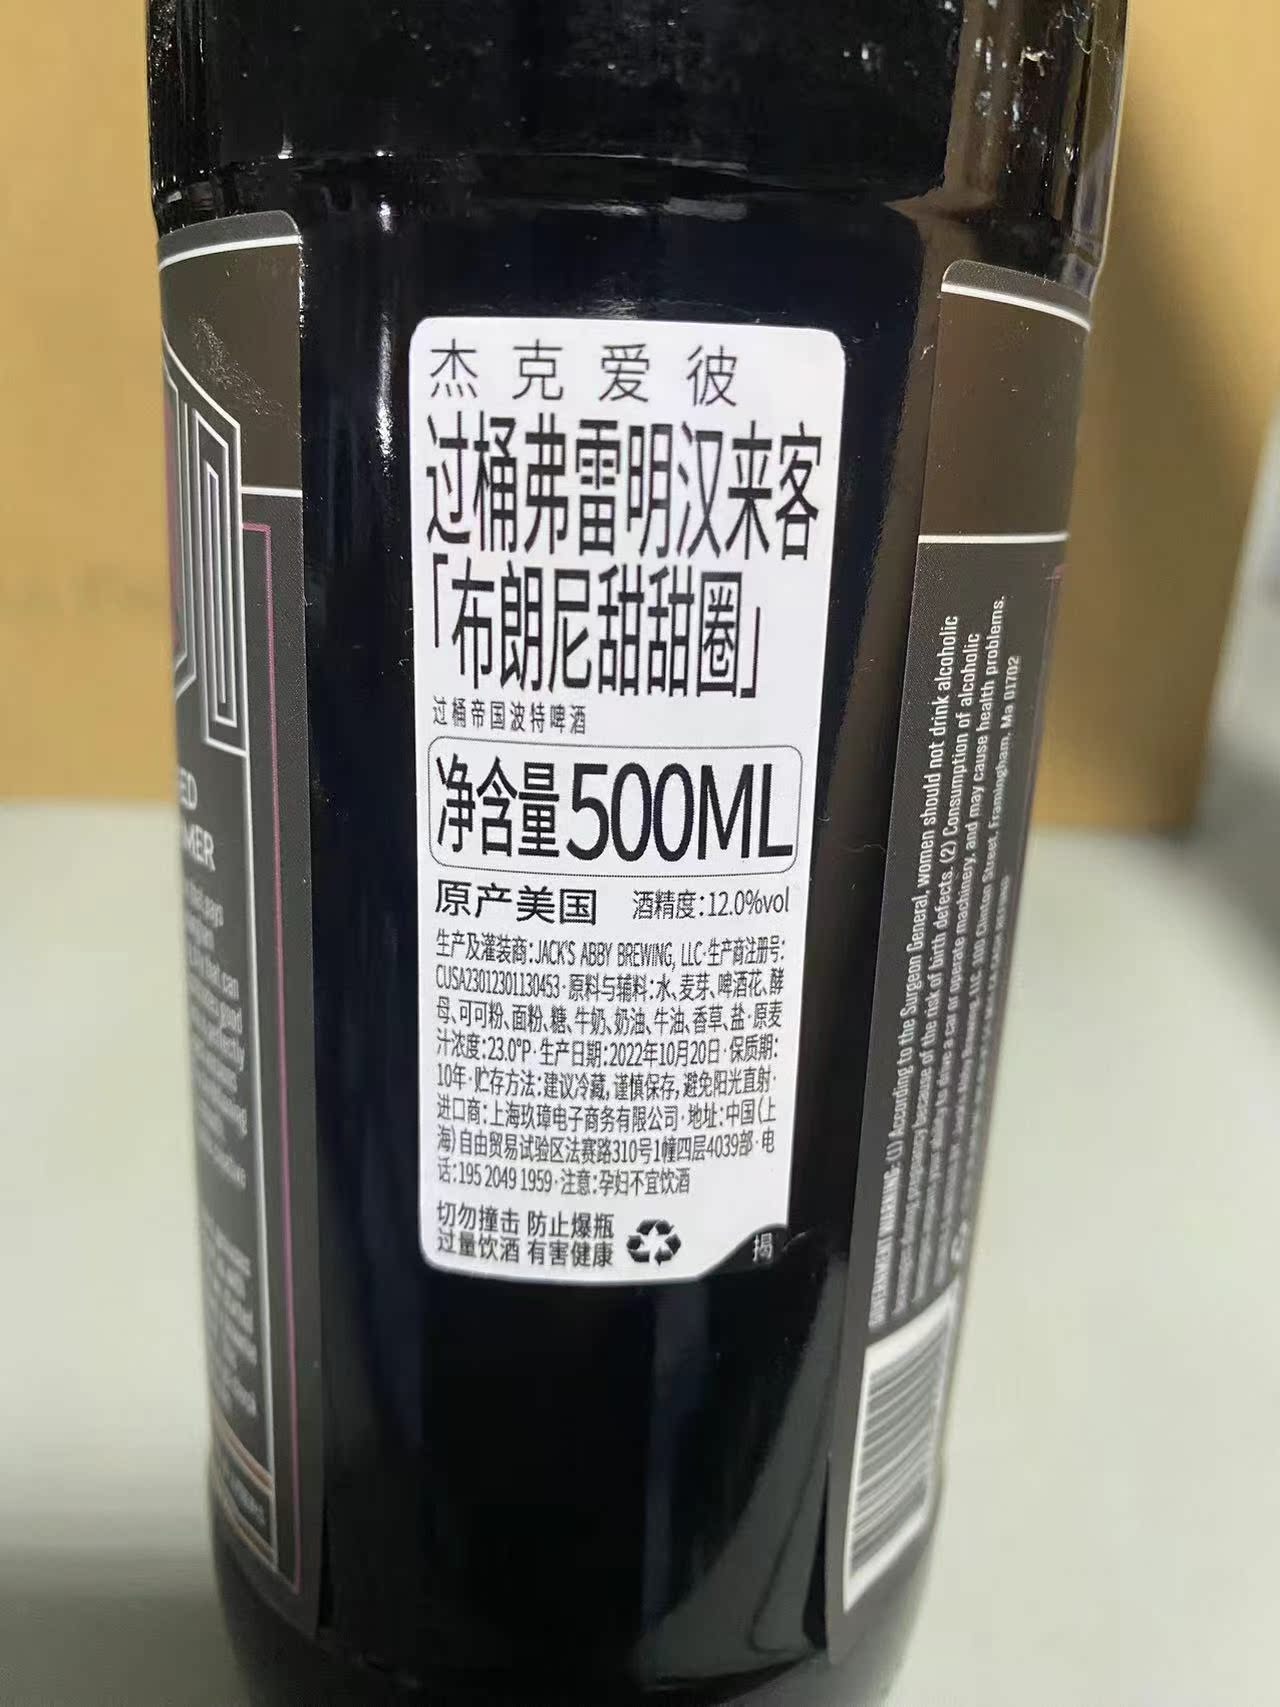 杰克爱彼
过桶弗雷明汉来客
「布朗尼甜甜圈」
过桶帝国波特啤酒
净含量500ML
原产美国 酒精度:12.0%vol
生产及灌装商:JACK'S ABBY BREWING, LLC·生产商注册号:
CUSA23012301130453·原料与辅料:水、麦芽、啤酒花、酵
母、可可粉、面粉、糖、牛奶、奶油、牛油、香草、盐·原麦
汁浓度:23.0°P·生产日期:2022年10月20日·保质期:
10年·贮存方法:建议冷藏,谨慎保存,避免阳光直射·
进口商:上海玖璋电子商务有限公司·地址:中国(上
海)自由贸易试验区法赛路310号1幢四层4039部·电
话:195 2049 1959·注意:孕妇不宜饮酒
切勿撞击 防止爆瓶
过量饮酒 有害健康
揭
GOVERNMENT WARNING: (1) According to the Surgeon General, women should not drink alcoholic
beverages during pregnancy because of the risk of birth defects. (2) Consumption of alcoholic
your ability to drive a car or operate machinery, and may cause health problems.
Jack's Abby Brewing, LLC, 100 Clinton Street, Framingham, Ma 01702